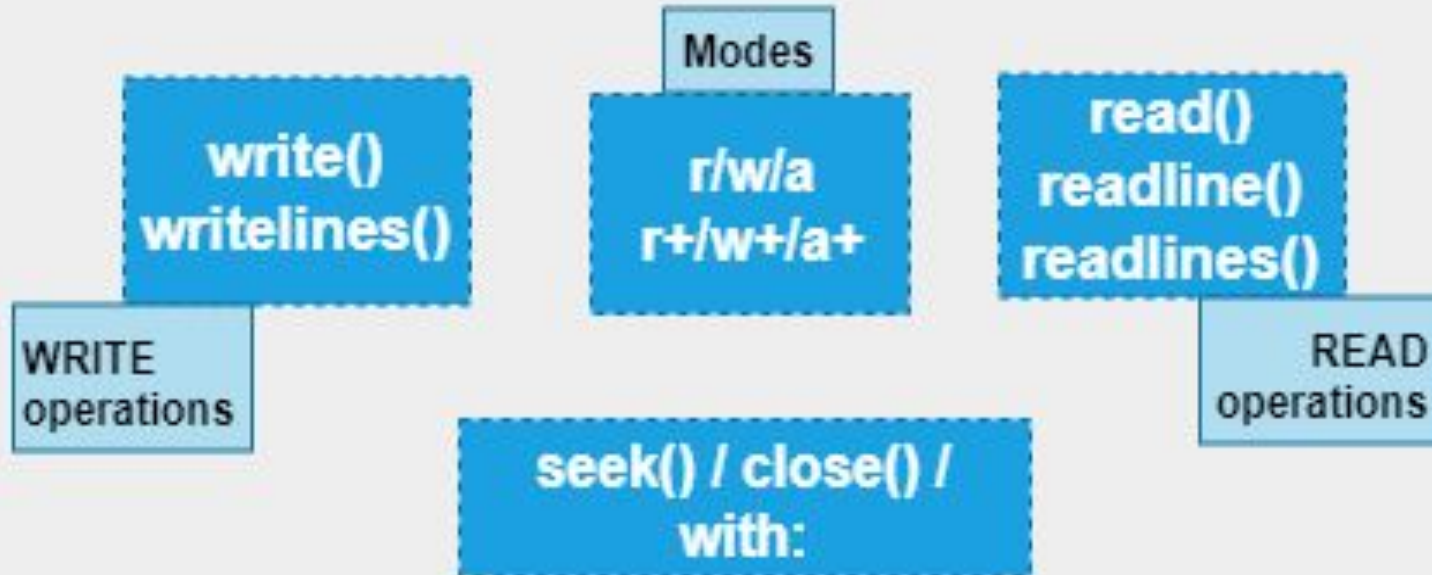 Modes
write()
writelines()
r/w/a
r+/w+/a+
read()
readline()
readlines()
WRITE
operations
READ
operations
seek() / close() /
with: